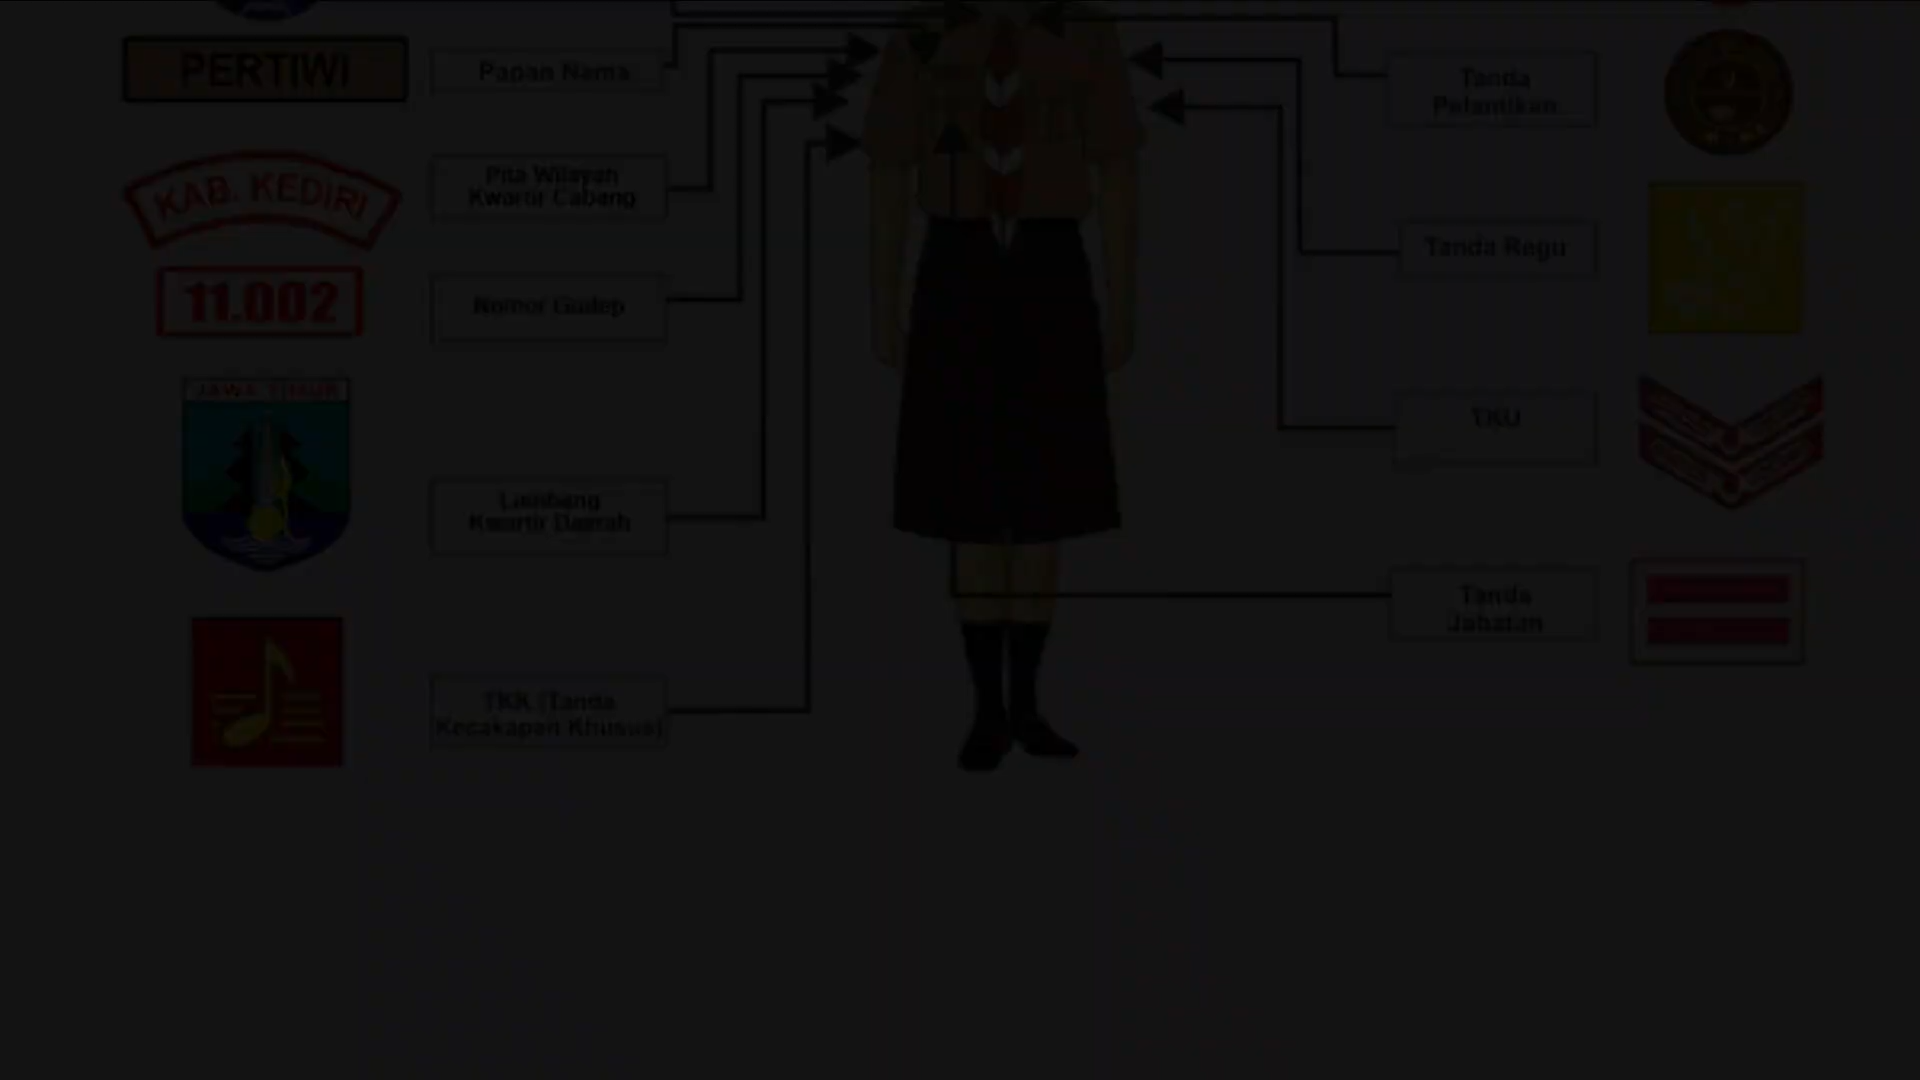 PERTIWI
Papan Nama
KAB. KEDIRI
Pita Wilayah
Kwartir Cabang
11.002
Nomor Gudep
JAWA TIMUR
Lambang
Kwartir Daerah
TKK (Tanda
Kecakapan Khusus)
Tanda
Pelantikan
Tanda Regu
TKU
Tanda
Jabatan